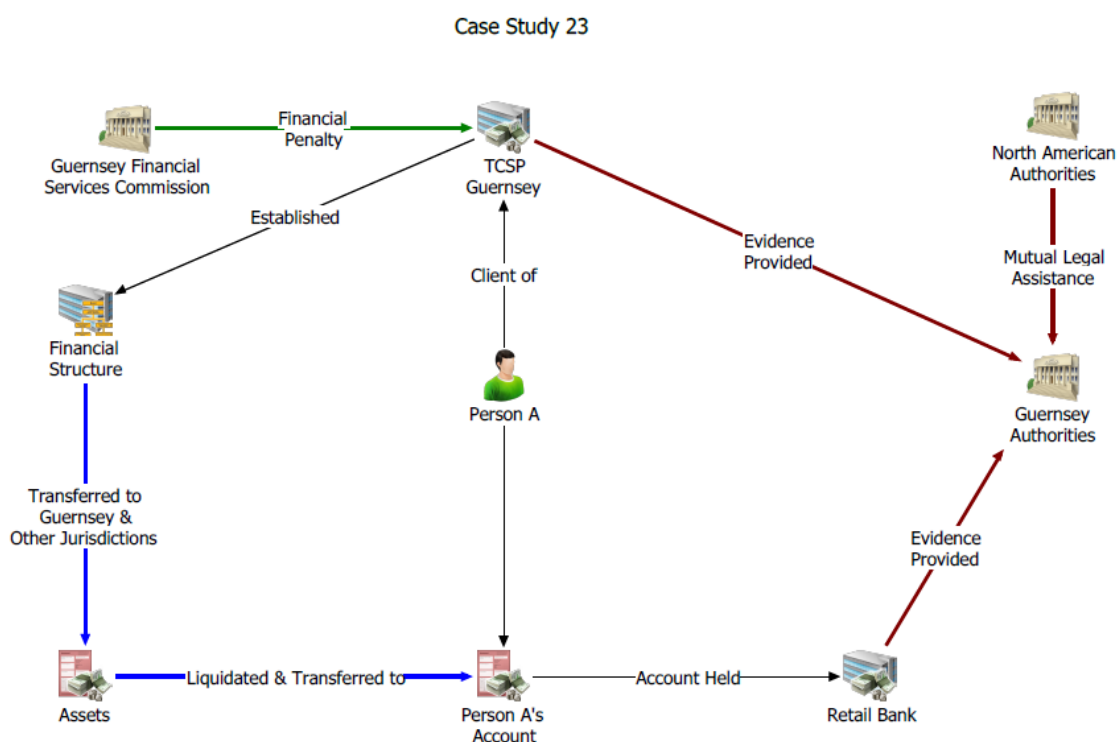 Case Study 23
Financial
Penalty
Guernsey Financial
Services Commission
TCSP
Guernsey
North American
Authorities
Established
Client of
Evidence
Provided
Mutual Legal
Assistance
Financial
Structure
Person A
Guernsey
Authorities
Transferred to
Guernsey &
Other Jurisdictions
Evidence
Provided
Liquidated & Transferred to
Account Held
Assets
Person A's
Account
Retail Bank